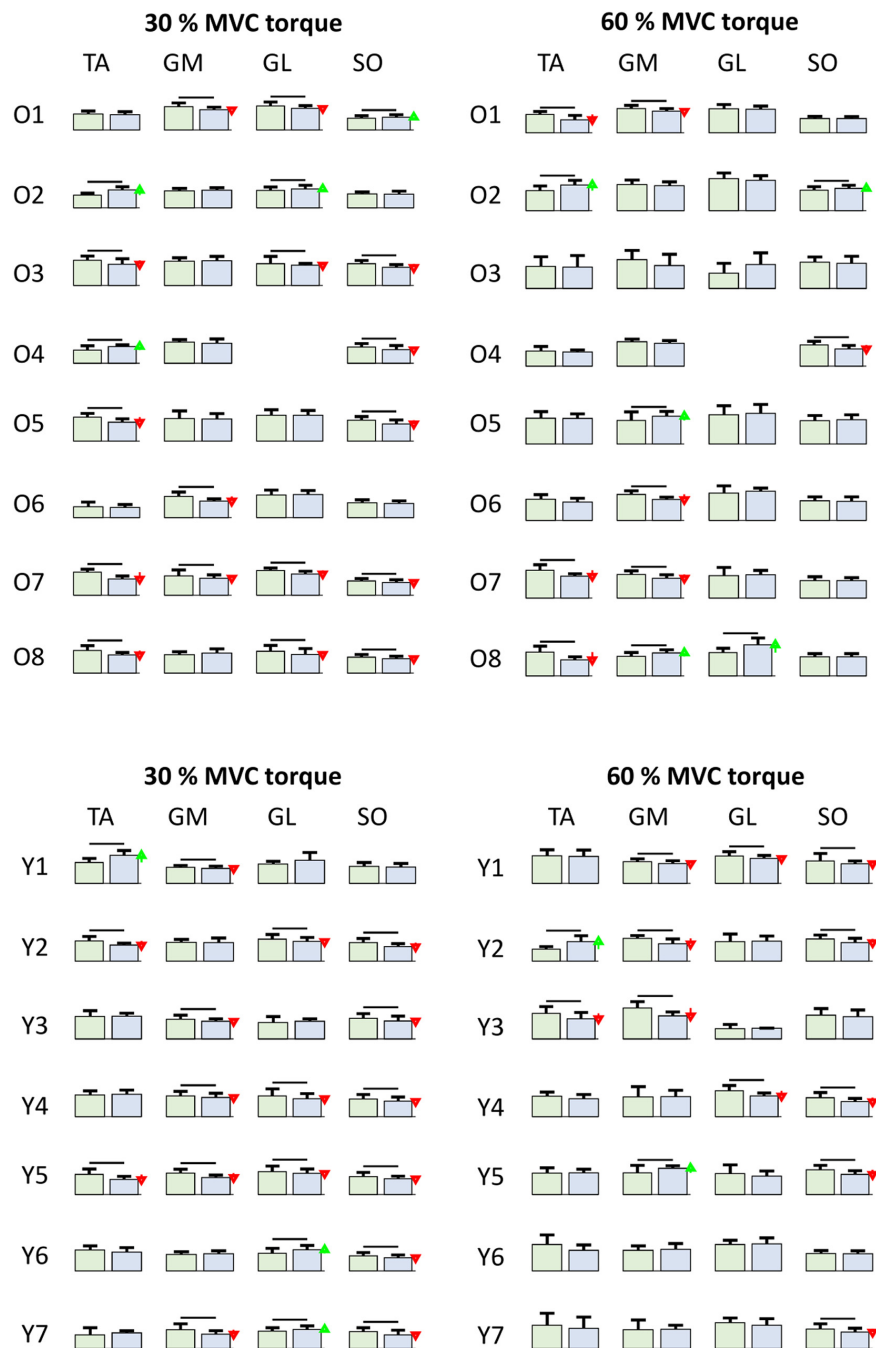 30 % MVC torque 60 % MVC torque
TA GM GL SO TA GM GL SO
O1 O1
O2 O2
O3 O3
O4 O4
O5 O5
O6 O6
O7 O7
O8 O8
30 % MVC torque 60 % MVC torque
TA GM GL SO TA GM GL SO
Y1 Y1
Y2 Y2
Y3 Y3
Y4 Y4
Y5 Y5
Y6 Y6
Y7 Y7